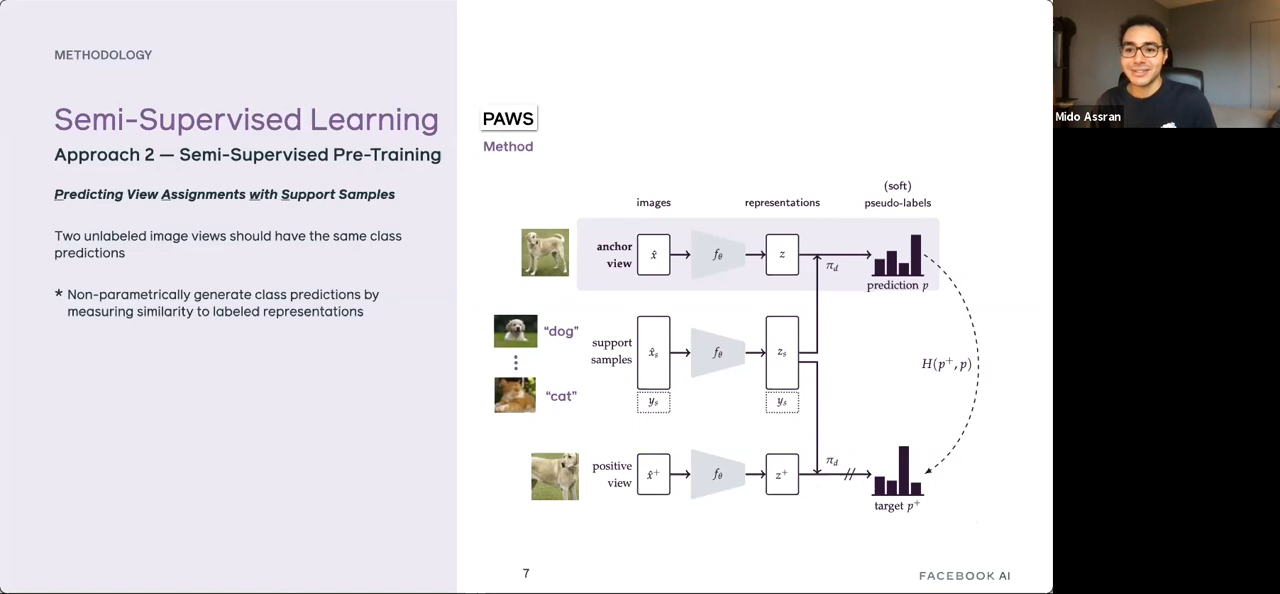 METHODOLOGY
Semi-Supervised Learning
Approach 2 — Semi-Supervised Pre-Training
Predicting View Assignments with Support Samples
Two unlabeled image views should have the same class
predictions
* Non-parametrically generate class predictions by
measuring similarity to labeled representations
PAWS
Method
(soft)
images representations pseudo-labels
anchor
view
x̂ fθ z πd
prediction p
"dog"
support
samples
x̂s fθ zs
H(p⁺, p)
"cat"
ys ys
positive
view
x̂⁺ fθ z⁺ πd
target p⁺
7
FACEBOOK AI
Mido Assran